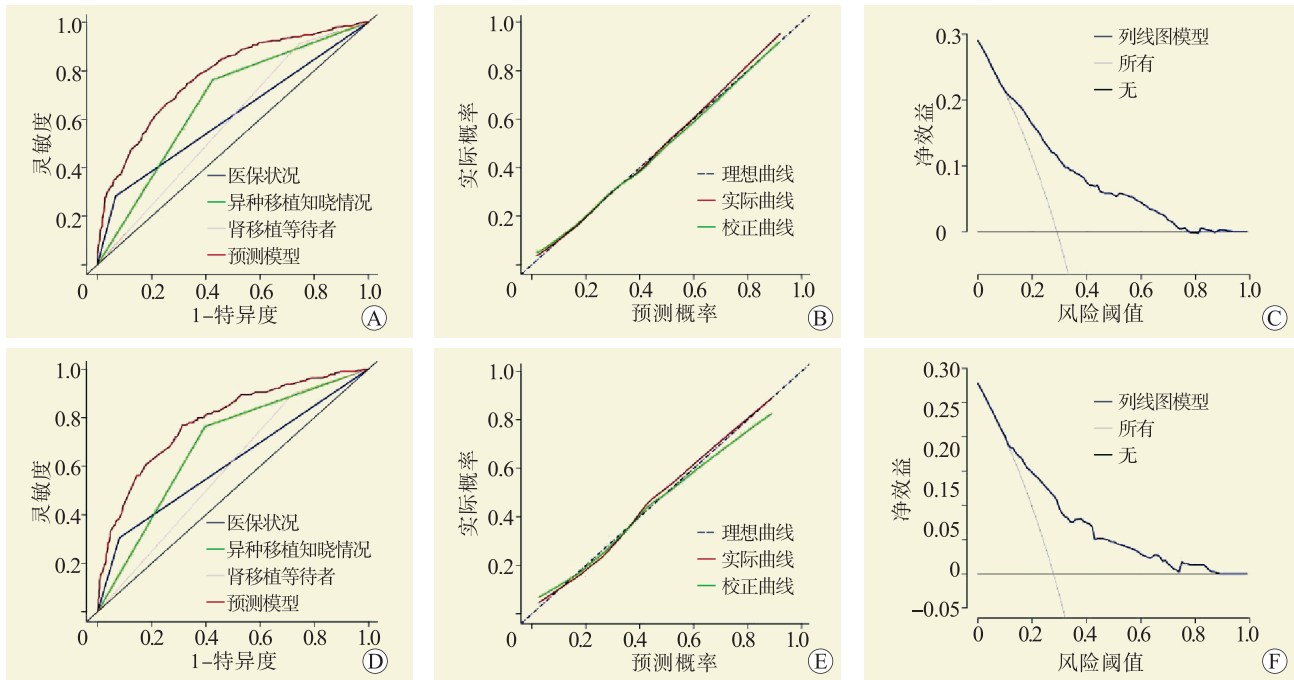 1.0
0.8
0.6
0.4
0.2
灵敏度
医保状况
异种移植知晓情况
肾移植等待者
预测模型
0 0.2 0.4 0.6 0.8 1.0
1-特异度
A
1.0
0.8
0.6
0.4
0.2
实际概率
理想曲线
实际曲线
校正曲线
0 0.2 0.4 0.6 0.8 1.0
预测概率
B
0.3
0.2
0.1
0
净效益
列线图模型
所有
无
0 0.2 0.4 0.6 0.8 1.0
风险阈值
C
1.0
0.8
0.6
0.4
0.2
灵敏度
医保状况
异种移植知晓情况
肾移植等待者
预测模型
0 0.2 0.4 0.6 0.8 1.0
1-特异度
D
1.0
0.8
0.6
0.4
0.2
实际概率
理想曲线
实际曲线
校正曲线
0 0.2 0.4 0.6 0.8 1.0
预测概率
E
0.30
0.25
0.20
0.15
0.05
0
-0.05
净效益
列线图模型
所有
无
0 0.2 0.4 0.6 0.8 1.0
风险阈值
F